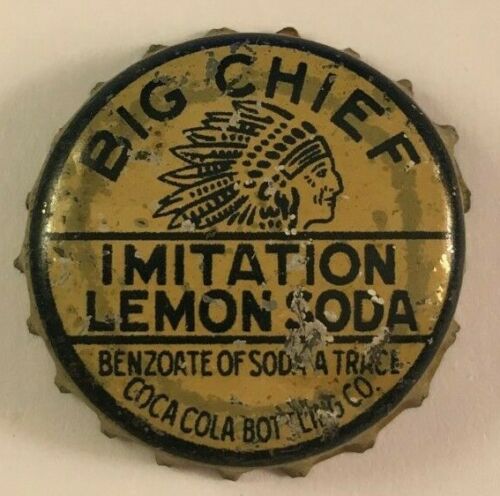 BIG CHIEF
IMITATION
LEMON SODA
BENZOATE OF SODA A TRACE
COCA COLA BOTTLING CO.